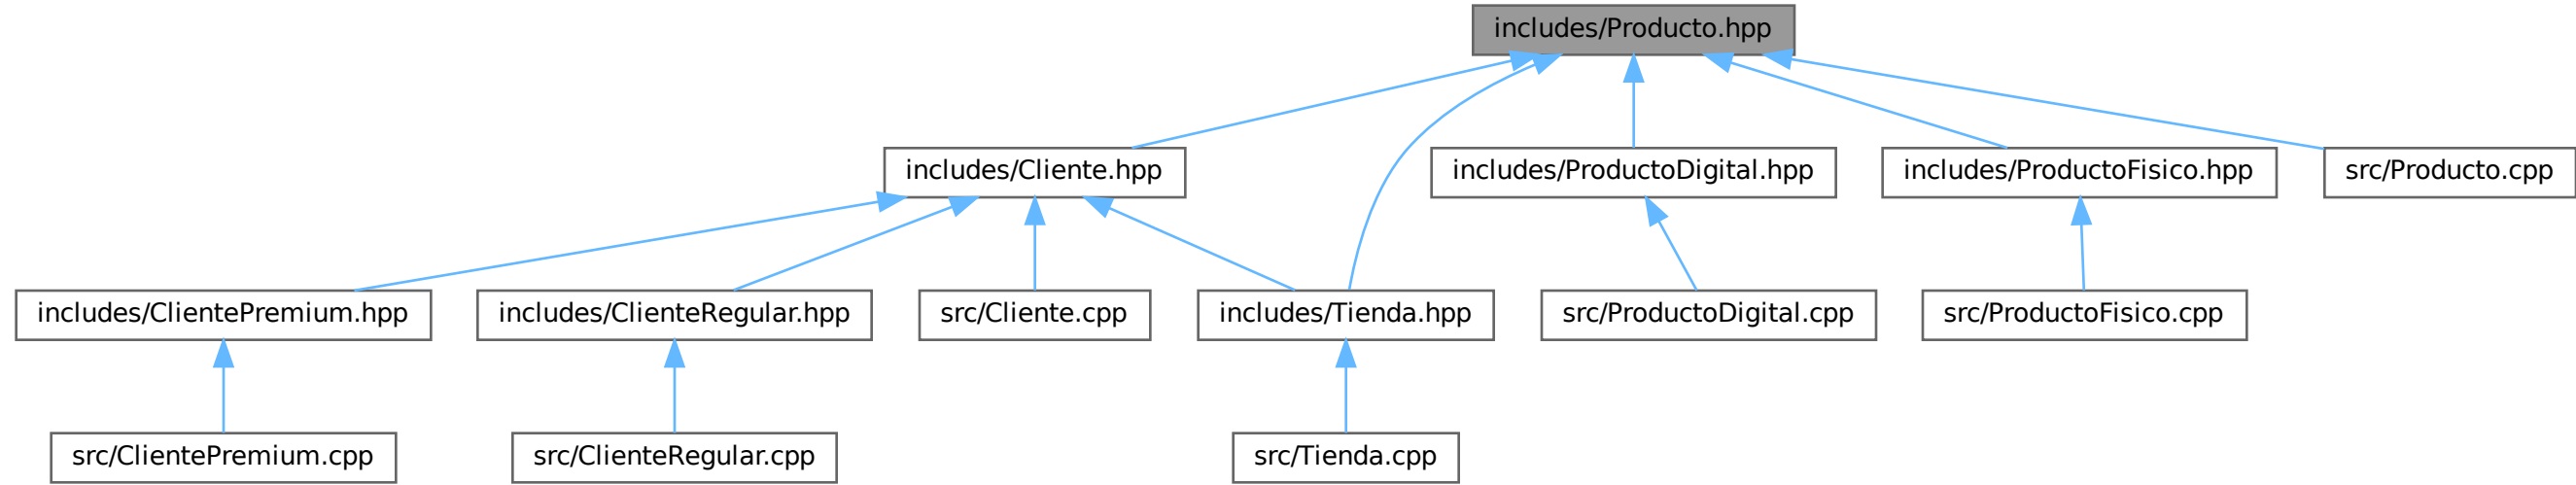 includes/Producto.hpp
includes/Cliente.hpp
includes/ProductoDigital.hpp
includes/ProductoFisico.hpp
src/Producto.cpp
includes/ClientePremium.hpp
includes/ClienteRegular.hpp
src/Cliente.cpp
includes/Tienda.hpp
src/ProductoDigital.cpp
src/ProductoFisico.cpp
src/ClientePremium.cpp
src/ClienteRegular.cpp
src/Tienda.cpp